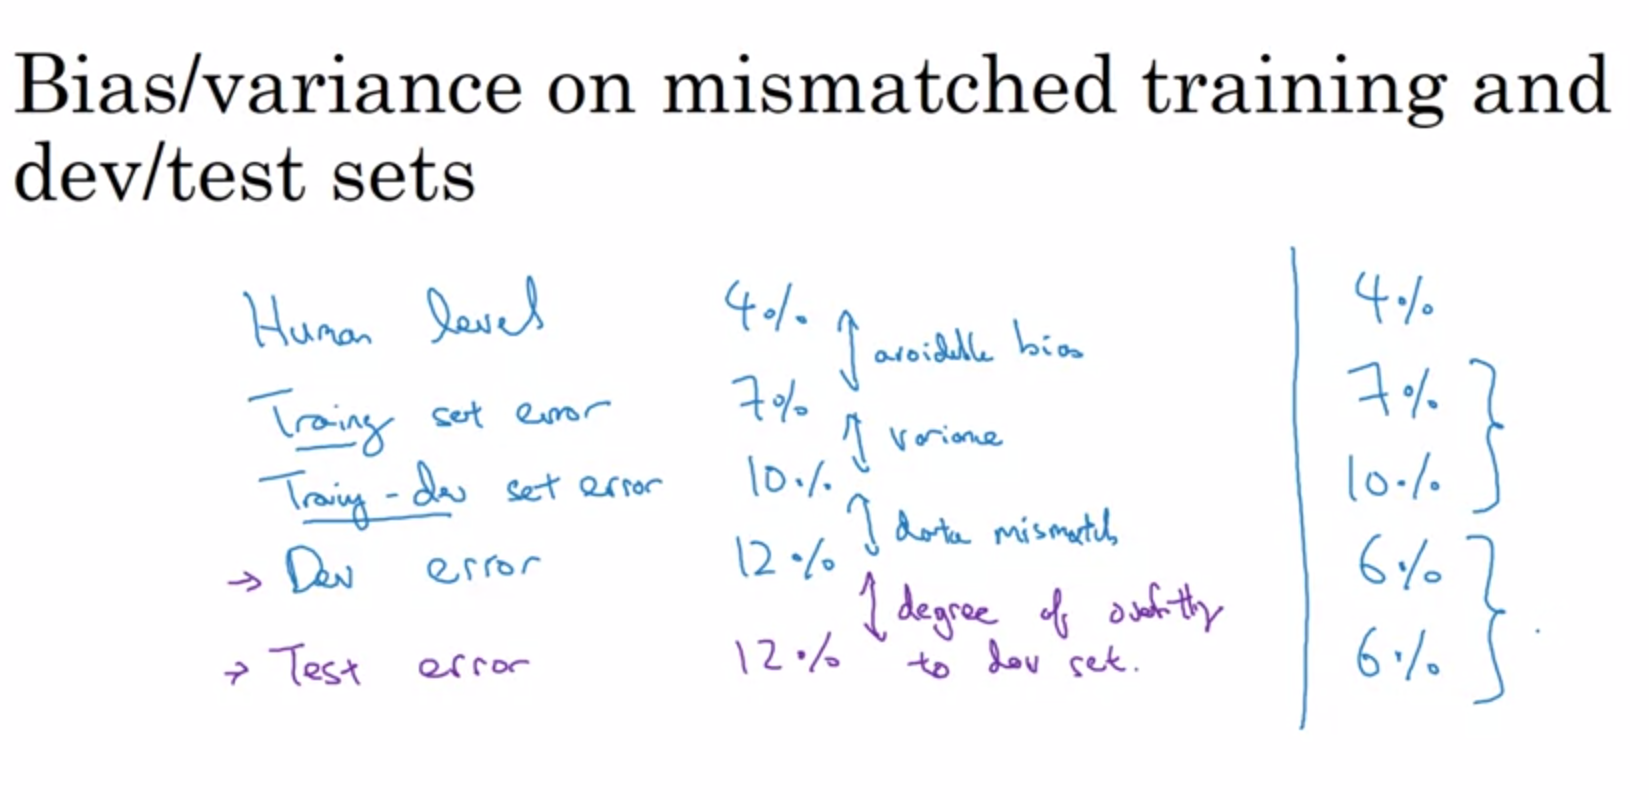 Bias/variance on mismatched training and
dev/test sets
Human level 4% 4%
avoidable bias
Training set error 7% 7%
variance
Training-dev set error 10% 10%
data mismatch
→ Dev error 12% 6%
degree of overfitting
→ Test error 12% to dev set. 6%